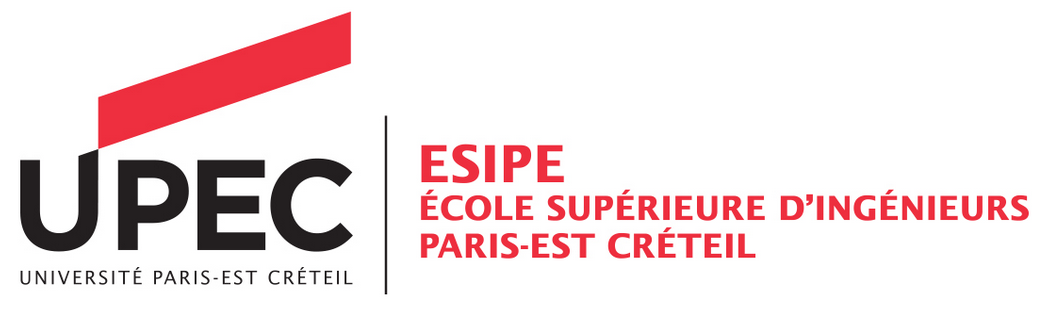 UPEC
UNIVERSITÉ PARIS-EST CRÉTEIL
ESIPE
ÉCOLE SUPÉRIEURE D’INGÉNIEURS
PARIS-EST CRÉTEIL